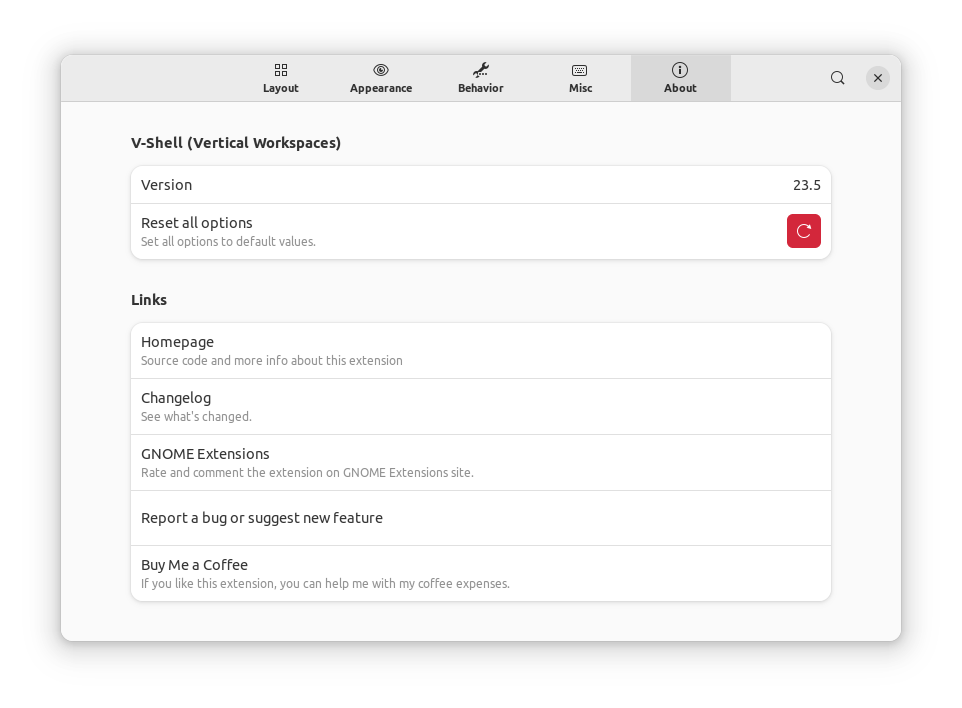 Layout
Appearance
Behavior
Misc
About
V-Shell (Vertical Workspaces)
Version
23.5
Reset all options
Set all options to default values.
Links
Homepage
Source code and more info about this extension
Changelog
See what's changed.
GNOME Extensions
Rate and comment the extension on GNOME Extensions site.
Report a bug or suggest new feature
Buy Me a Coffee
If you like this extension, you can help me with my coffee expenses.